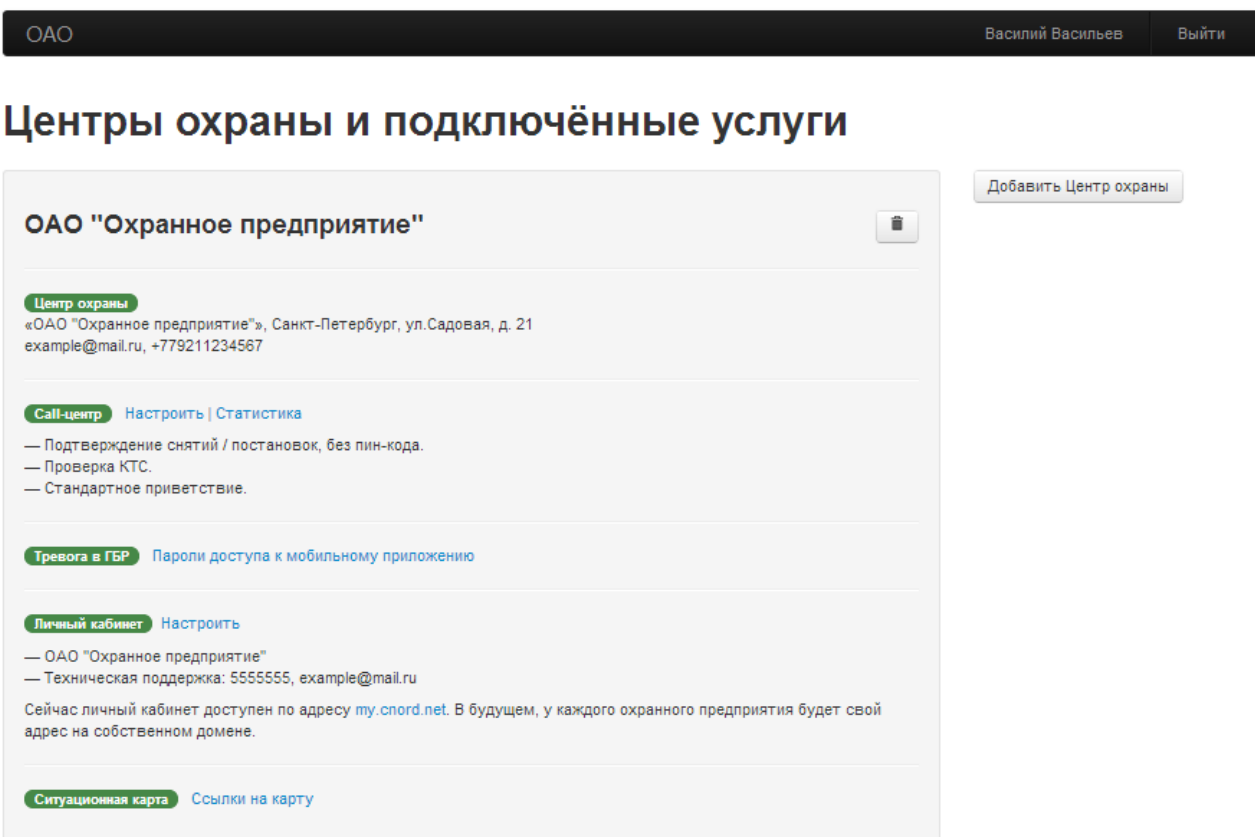 ОАО
Василий Васильев
Выйти
Центры охраны и подключённые услуги
Добавить Центр охраны
ОАО "Охранное предприятие"
Центр охраны
«ОАО "Охранное предприятие"», Санкт-Петербург, ул.Садовая, д. 21
example@mail.ru, +779211234567
Call-центр Настроить | Статистика
— Подтверждение снятий / постановок, без пин-кода.
— Проверка КТС.
— Стандартное приветствие.
Тревога в ГБР Пароли доступа к мобильному приложению
Личный кабинет Настроить
— ОАО "Охранное предприятие"
— Техническая поддержка: 5555555, example@mail.ru
Сейчас личный кабинет доступен по адресу my.cnord.net. В будущем, у каждого охранного предприятия будет свой
адрес на собственном домене.
Ситуационная карта Ссылки на карту